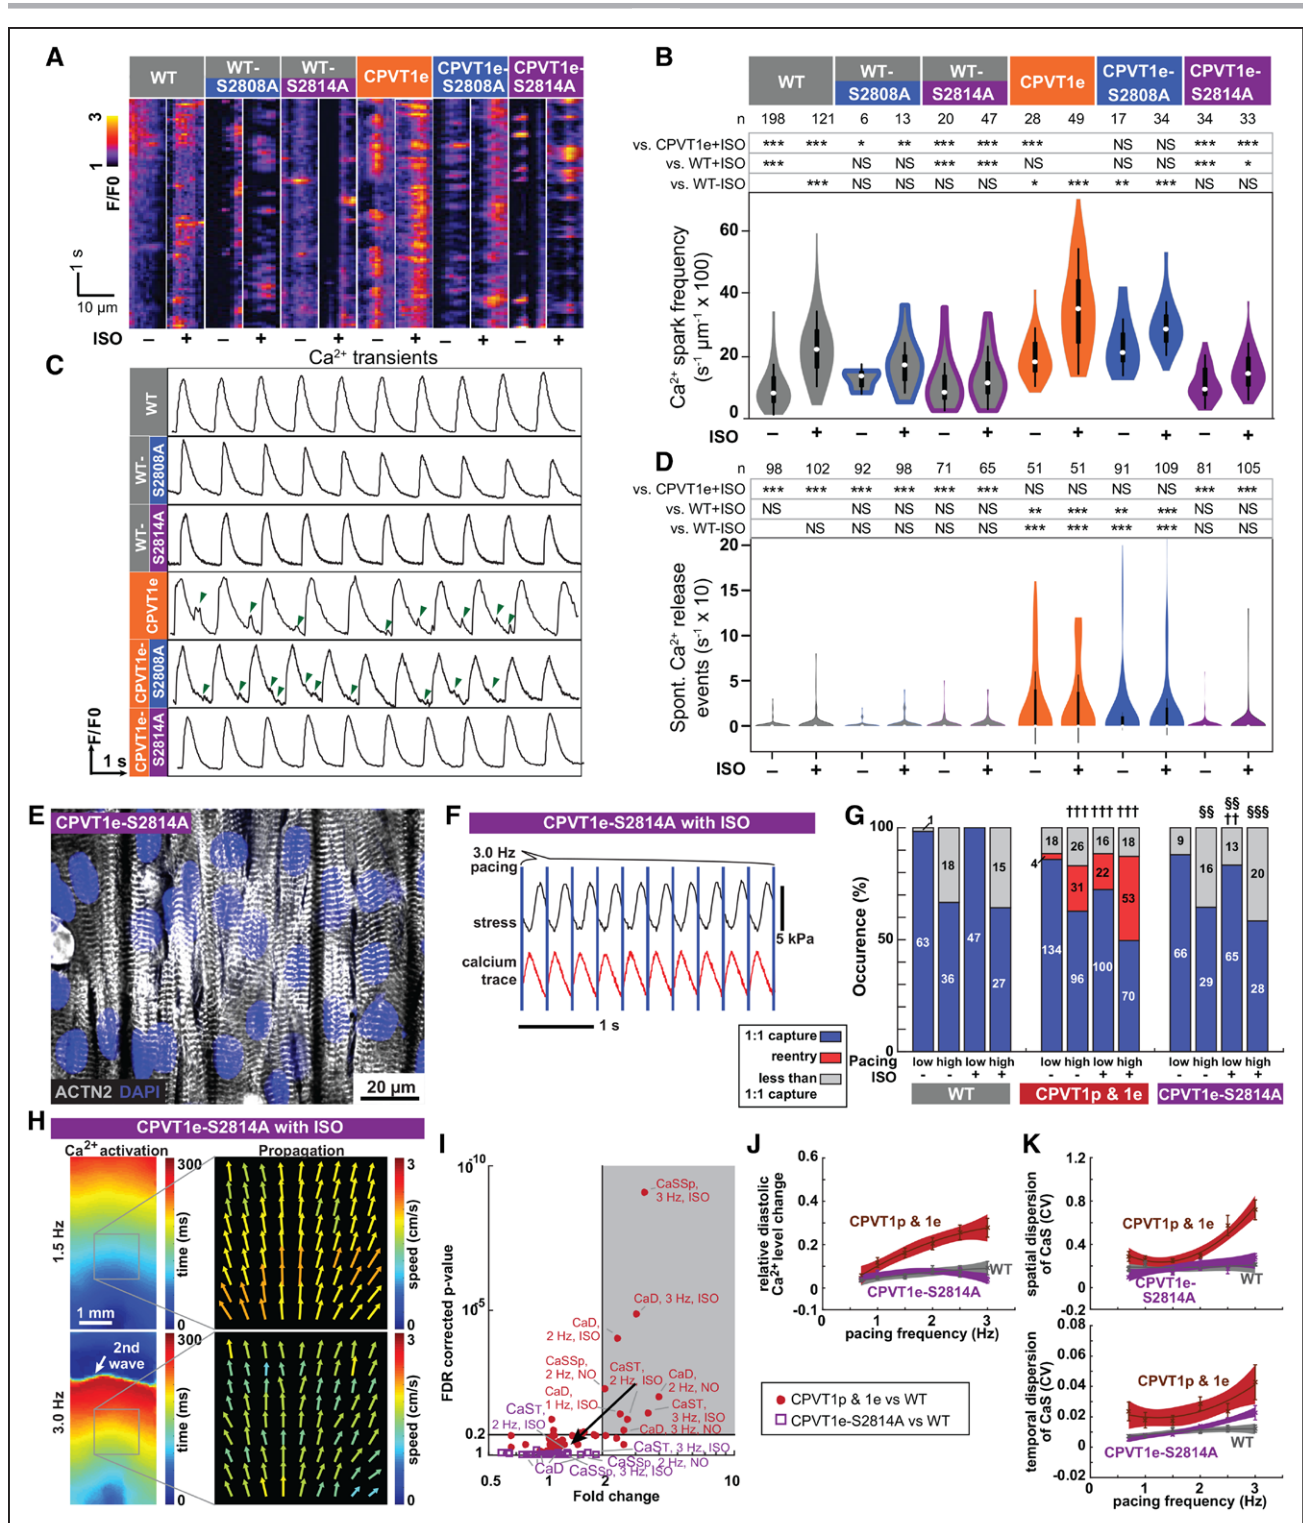 A
WT
WT-
S2808A
WT-
S2814A
CPVT1e
CPVT1e-
S2808A
CPVT1e-
S2814A
3
1
F/F0
1 s
10 μm
ISO – + – + – + – + – + – +
B
WT
WT-
S2808A
WT-
S2814A
CPVT1e
CPVT1e-
S2808A
CPVT1e-
S2814A
n 198 121 6 13 20 47 28 49 17 34 34 33
vs. CPVT1e+ISO *** *** * ** *** *** *** NS NS *** ***
vs. WT+ISO *** NS NS *** *** NS NS NS *** *
vs. WT-ISO *** NS NS NS NS * *** ** *** NS NS
Ca2+ spark frequency
(s-1 μm-1 x 100)
60
40
20
0
ISO – + – + – + – + – + – +
C
Ca2+ transients
WT
WT-
S2808A
WT-
S2814A
CPVT1e
CPVT1e-
S2808A
CPVT1e-
S2814A
F/F0
1 s
D
n 98 102 92 98 71 65 51 51 91 109 81 105
vs. CPVT1e+ISO *** *** *** *** *** *** NS NS NS NS *** ***
vs. WT+ISO NS NS NS NS NS ** *** ** *** NS NS
vs. WT-ISO NS NS NS NS NS *** *** *** *** NS NS
Spont. Ca2+ release
events (s-1 x 10)
20
15
10
5
0
ISO – + – + – + – + – + – +
E
CPVT1e-S2814A
ACTN2 DAPI
20 μm
F
CPVT1e-S2814A with ISO
3.0 Hz
pacing
stress
5 kPa
calcium
trace
1 s
1:1 capture
reentry
less than
1:1 capture
G
Occurence (%)
100
50
0
1
63
18
36
47
15
27
18
4
134
†††
26
31
96
†††
16
22
100
†††
18
53
70
9
66
§§
16
29
§§
††
13
65
§§§
20
28
Pacing low high low high low high low high low high low high
ISO - - + + - - + + - - + +
WT
CPVT1p & 1e
CPVT1e-S2814A
H
CPVT1e-S2814A with ISO
Ca2+ activation
Propagation
1.5 Hz
1 mm
300
time (ms)
0
3
speed (cm/s)
0
3.0 Hz
2nd
wave
300
time (ms)
0
3
speed (cm/s)
0
I
FDR corrected p-value
10-10
10-5
0.2
1
CaSSp,
3 Hz, ISO
CaD, 3 Hz, ISO
CaD,
2 Hz, ISO
CaSSp,
2 Hz, NO
CaST,
2 Hz, ISO
CaD,
2 Hz, NO
CaD,
1 Hz, ISO
CaST,
3 Hz, ISO
CaST,
2 Hz, ISO
CaD, 3 Hz, NO
CaST, 3 Hz, ISO
CaSSp, 2 Hz, NO
CaD
CaSSp, 3 Hz, ISO
0.5 1 2 10
Fold change
J
relative diastolic
Ca2+ level change
0.6
0.4
0.2
0
-0.1
CPVT1p & 1e
WT
CPVT1e-S2814A
0 1 2 3
pacing frequency (Hz)
CPVT1p & 1e vs WT
CPVT1e-S2814A vs WT
K
spatial dispersion
of CaS (CV)
1.2
0.8
0.4
0
-0.2
CPVT1p & 1e
CPVT1e-
S2814A
WT
temporal dispersion
of CaS (CV)
0.08
0.06
0.04
0.02
0
-0.02
CPVT1p & 1e
CPVT1e-S2814A
WT
0 1 2 3
pacing frequency (Hz)